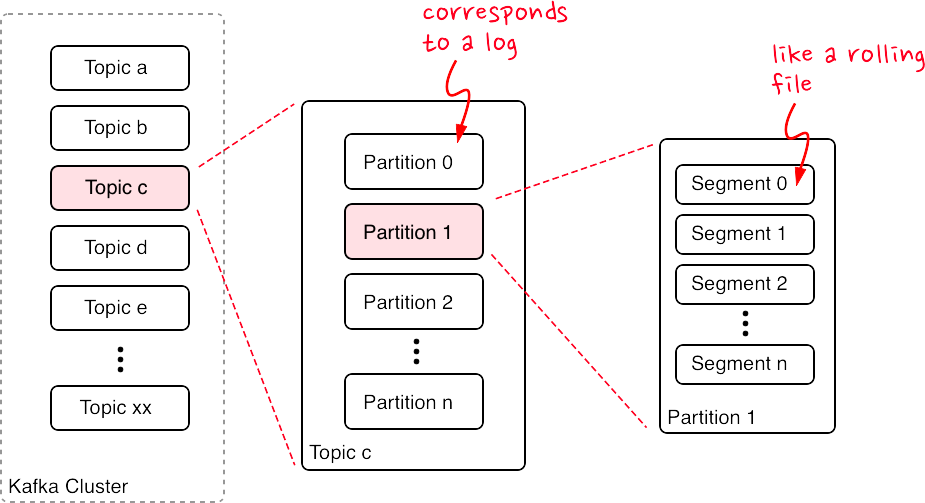 corresponds
to a log
like a rolling
file
Topic a
Topic b
Topic c
Topic d
Topic e
Topic xx
Kafka Cluster
Partition 0
Partition 1
Partition 2
Partition n
Topic c
Segment 0
Segment 1
Segment 2
Segment n
Partition 1